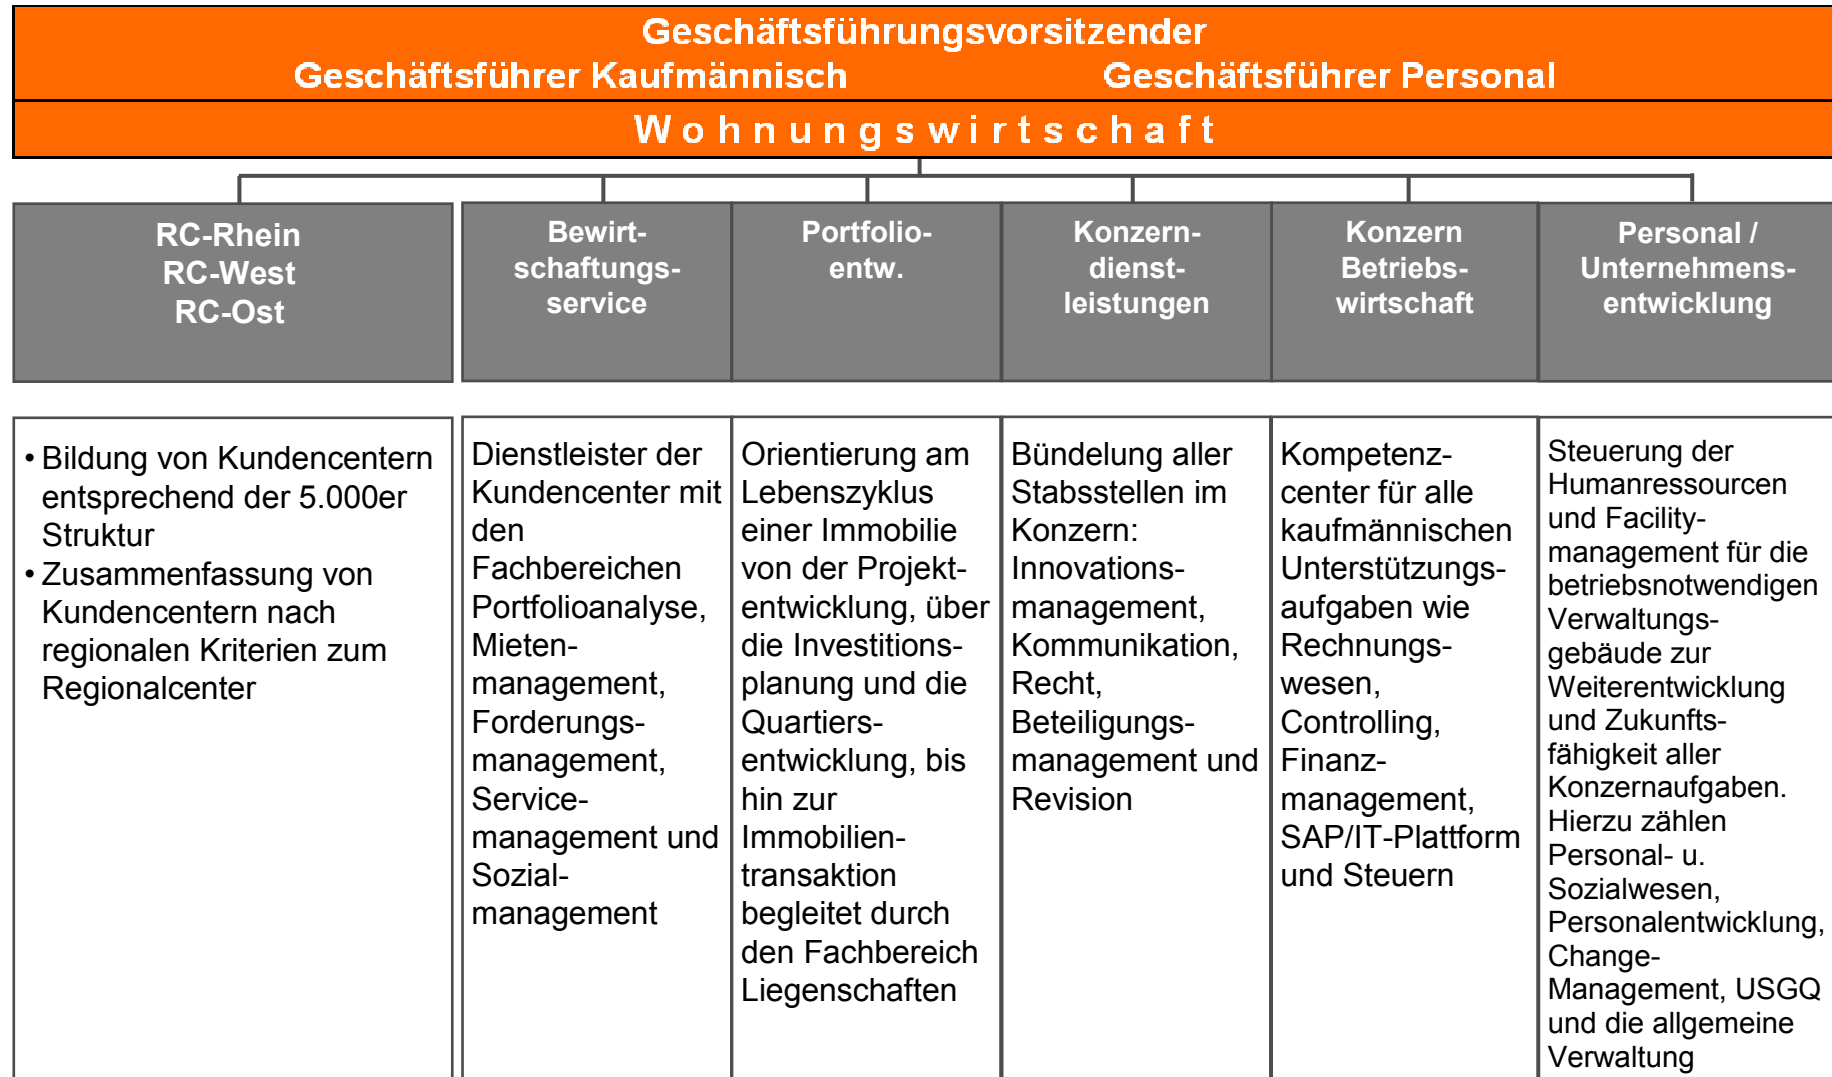 Geschäftsführungsvorsitzender
Geschäftsführer Kaufmännisch Geschäftsführer Personal
Wohnungswirtschaft
RC-Rhein
RC-West
RC-Ost
Bewirt-
schaftungs-
service
Portfolio-
entw.
Konzern-
dienst-
leistungen
Konzern
Betriebs-
wirtschaft
Personal /
Unternehmens-
entwicklung
• Bildung von Kundencentern
entsprechend der 5.000er
Struktur
• Zusammenfassung von
Kundencentern nach
regionalen Kriterien zum
Regionalcenter
Dienstleister der
Kundencenter mit
den
Fachbereichen
Portfolioanalyse,
Mieten-
management,
Forderungs-
management,
Service-
management und
Sozial-
management
Orientierung am
Lebenszyklus
einer Immobilie
von der Projekt-
entwicklung, über
die Investitions-
planung und die
Quartiers-
entwicklung, bis
hin zur
Immobilien-
transaktion
begleitet durch
den Fachbereich
Liegenschaften
Bündelung aller
Stabsstellen im
Konzern:
Innovations-
management,
Kommunikation,
Recht,
Beteiligungs-
management und
Revision
Kompetenz-
center für alle
kaufmännischen
Unterstützungs-
aufgaben wie
Rechnungs-
wesen,
Controlling,
Finanz-
management,
SAP/IT-Plattform
und Steuern
Steuerung der
Humanressourcen
und Facility-
management für die
betriebsnotwendigen
Verwaltungs-
gebäude zur
Weiterentwicklung
und Zukunfts-
fähigkeit aller
Konzernaufgaben.
Hierzu zählen
Personal- u.
Sozialwesen,
Personalentwicklung,
Change-
Management, USGQ
und die allgemeine
Verwaltung